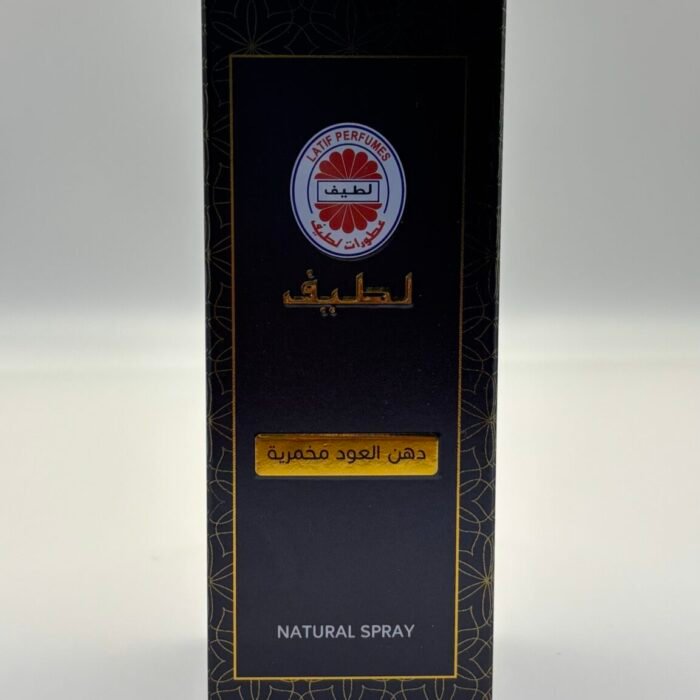 LATIF PERFUMES
لطيف
عطورات لطيف
لطيف
دهن العود مخمرية
NATURAL SPRAY